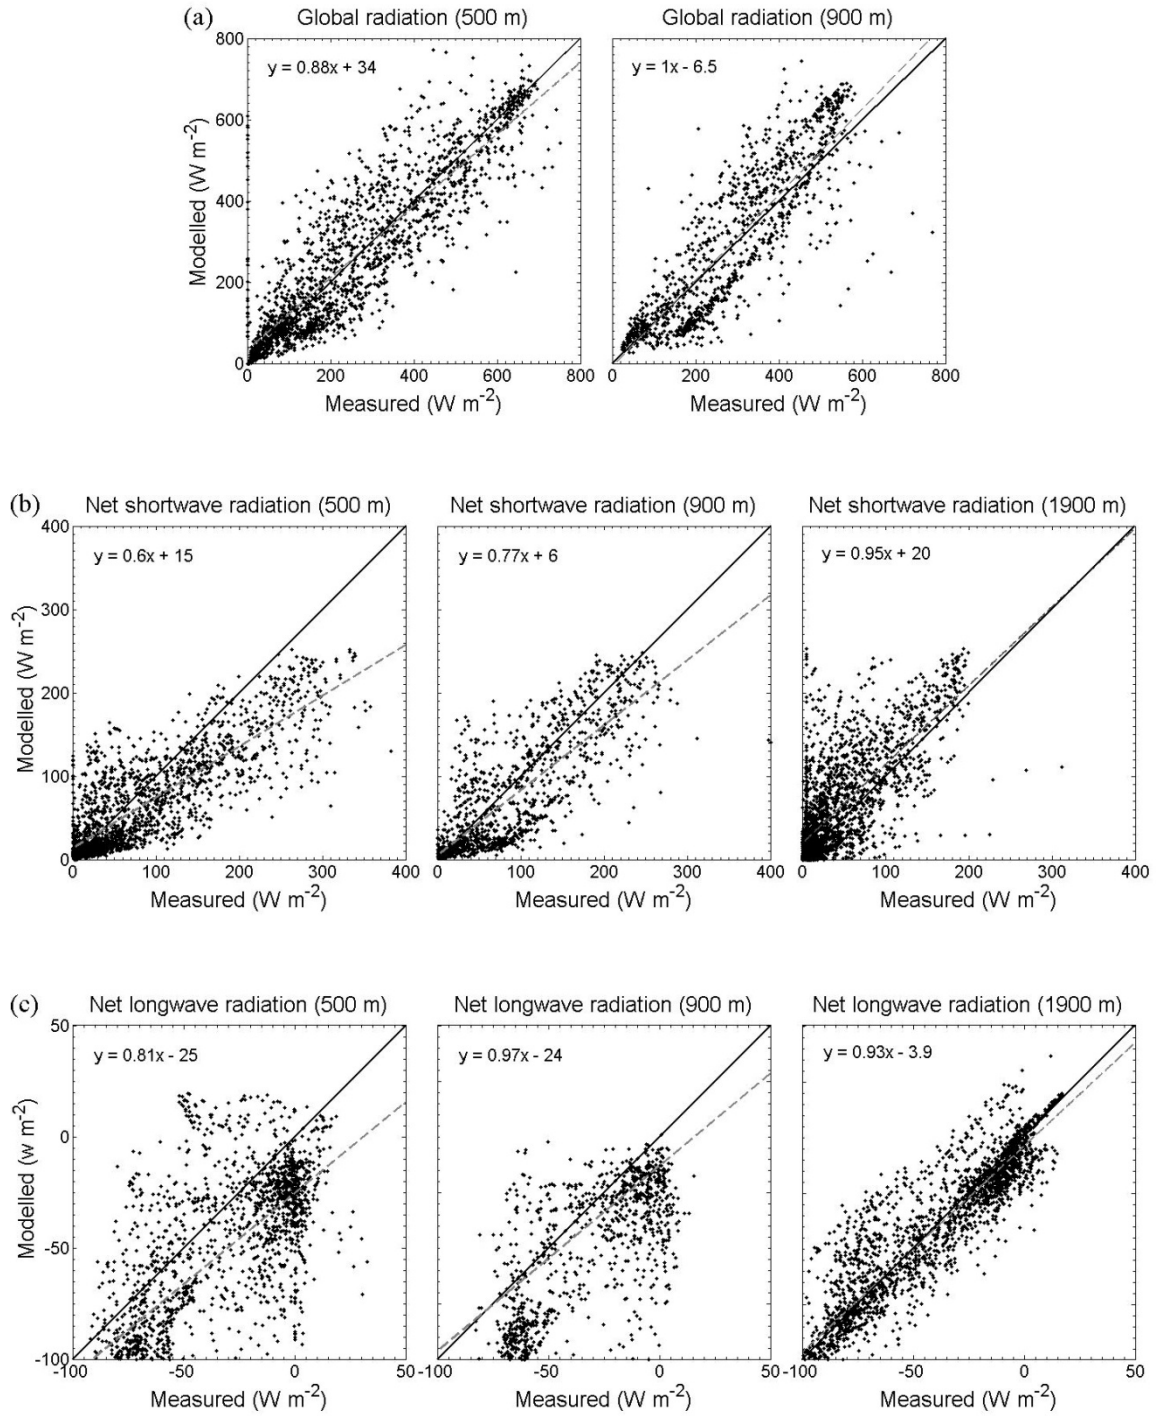 (a)
Global radiation (500 m)
Global radiation (900 m)
y = 0.88x + 34
y = 1x - 6.5
800
600
400
200
0
Modelled (W m-2)
0 200 400 600 800
0 200 400 600 800
Measured (W m-2)
Measured (W m-2)
(b)
Net shortwave radiation (500 m)
Net shortwave radiation (900 m)
Net shortwave radiation (1900 m)
y = 0.6x + 15
y = 0.77x + 6
y = 0.95x + 20
400
300
200
100
0
Modelled (W m-2)
0 100 200 300 400
0 100 200 300 400
0 100 200 300 400
Measured (W m-2)
Measured (W m-2)
Measured (W m-2)
(c)
Net longwave radiation (500 m)
Net longwave radiation (900 m)
Net longwave radiation (1900 m)
y = 0.81x - 25
y = 0.97x - 24
y = 0.93x - 3.9
50
0
-50
-100
Modelled (w m-2)
-50 0 50
-100 -50 0 50
-100 -50 0 50
Measured (W m-2)
Measured (W m-2)
Measured (W m-2)